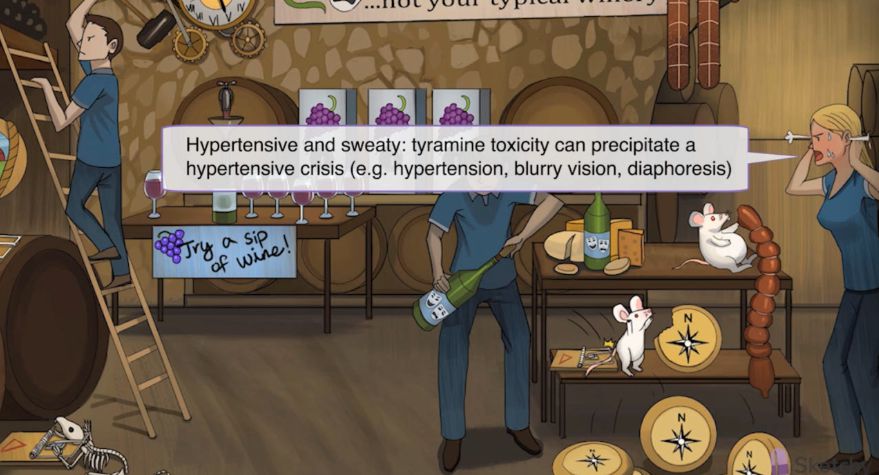 ...not your typical winery
Hypertensive and sweaty: tyramine toxicity can precipitate a
hypertensive crisis (e.g. hypertension, blurry vision, diaphoresis)
Try a sip
of wine!
N
N
N
N